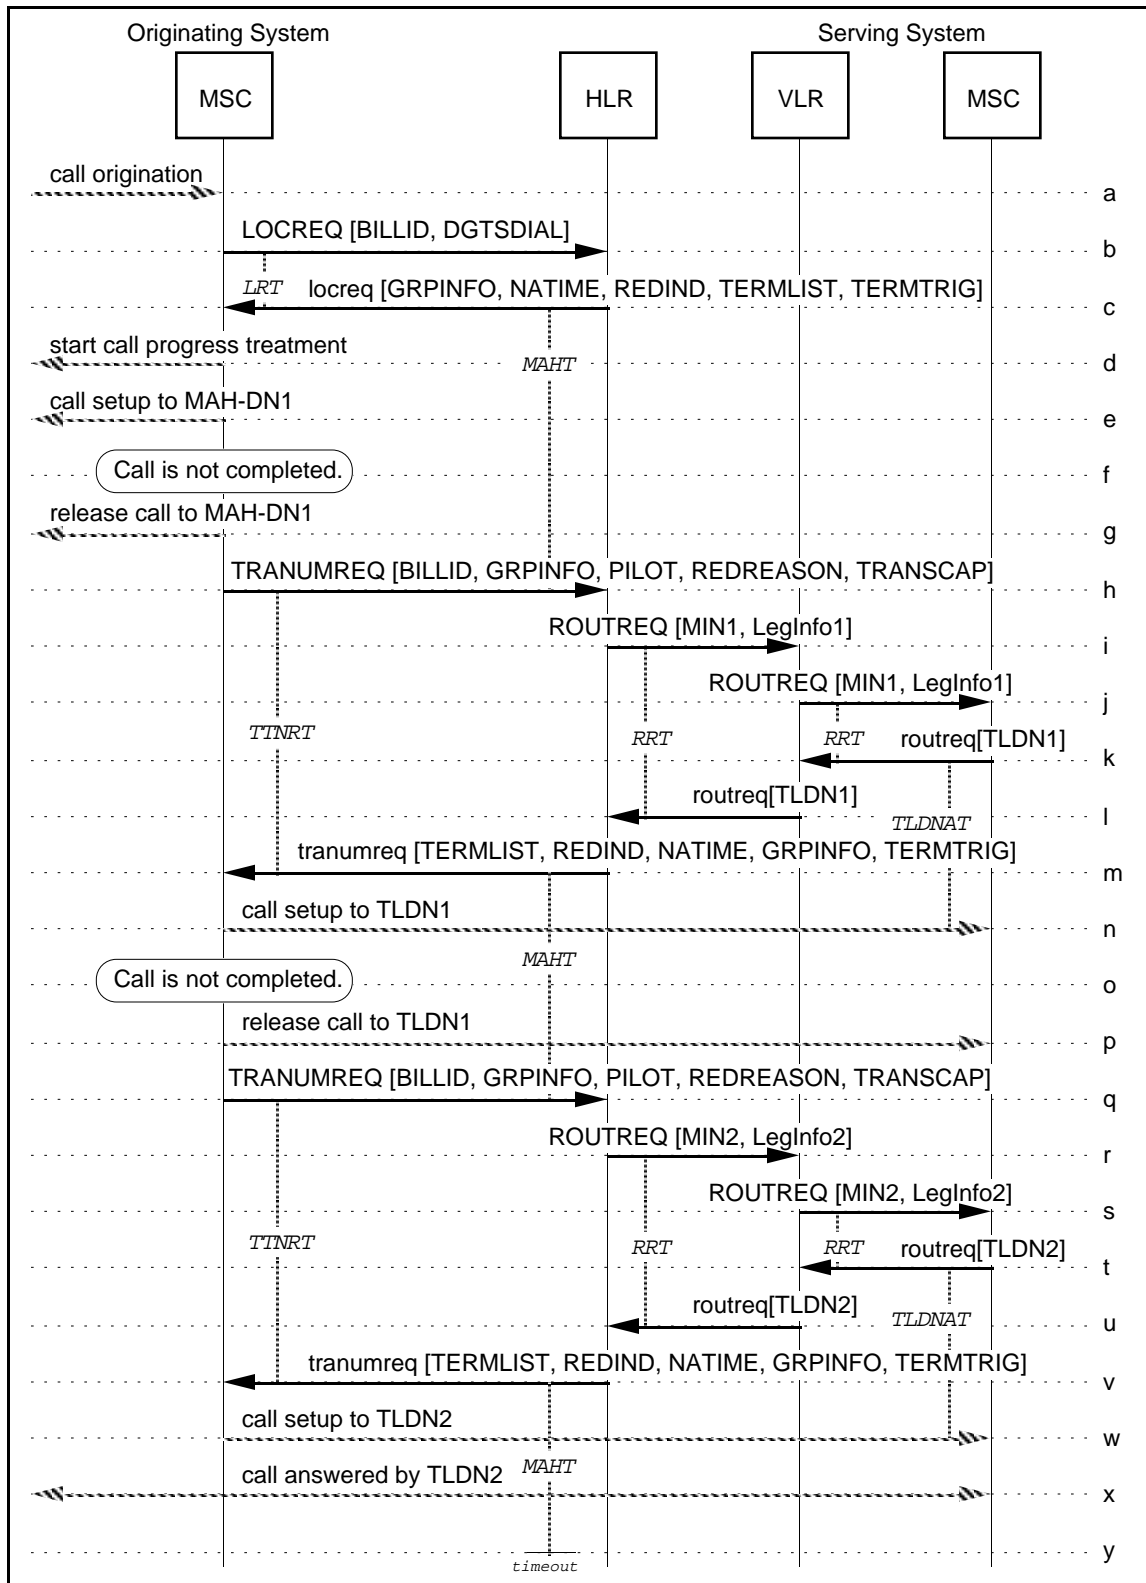 Originating System Serving System
MSC HLR VLR MSC
call origination
a
LOCREQ [BILLID, DGTSDIAL]
b
LRT
locreq [GRPINFO, NATIME, REDIND, TERMLIST, TERMTRIG]
c
start call progress treatment
MAHT
d
call setup to MAH-DN1
e
Call is not completed.
f
release call to MAH-DN1
g
TRANUMREQ [BILLID, GRPINFO, PILOT, REDREASON, TRANSCAP]
h
ROUTREQ [MIN1, LegInfo1]
i
ROUTREQ [MIN1, LegInfo1]
j
TTNRT RRT RRT
routreq[TLDN1]
k
routreq[TLDN1]
l
TLDNAT
tranumreq [TERMLIST, REDIND, NATIME, GRPINFO, TERMTRIG]
m
call setup to TLDN1
n
MAHT
Call is not completed.
o
release call to TLDN1
p
TRANUMREQ [BILLID, GRPINFO, PILOT, REDREASON, TRANSCAP]
q
ROUTREQ [MIN2, LegInfo2]
r
ROUTREQ [MIN2, LegInfo2]
s
TTNRT RRT RRT
routreq[TLDN2]
t
routreq[TLDN2]
TLDNAT
u
tranumreq [TERMLIST, REDIND, NATIME, GRPINFO, TERMTRIG]
v
call setup to TLDN2
w
call answered by TLDN2
MAHT
x
y
timeout